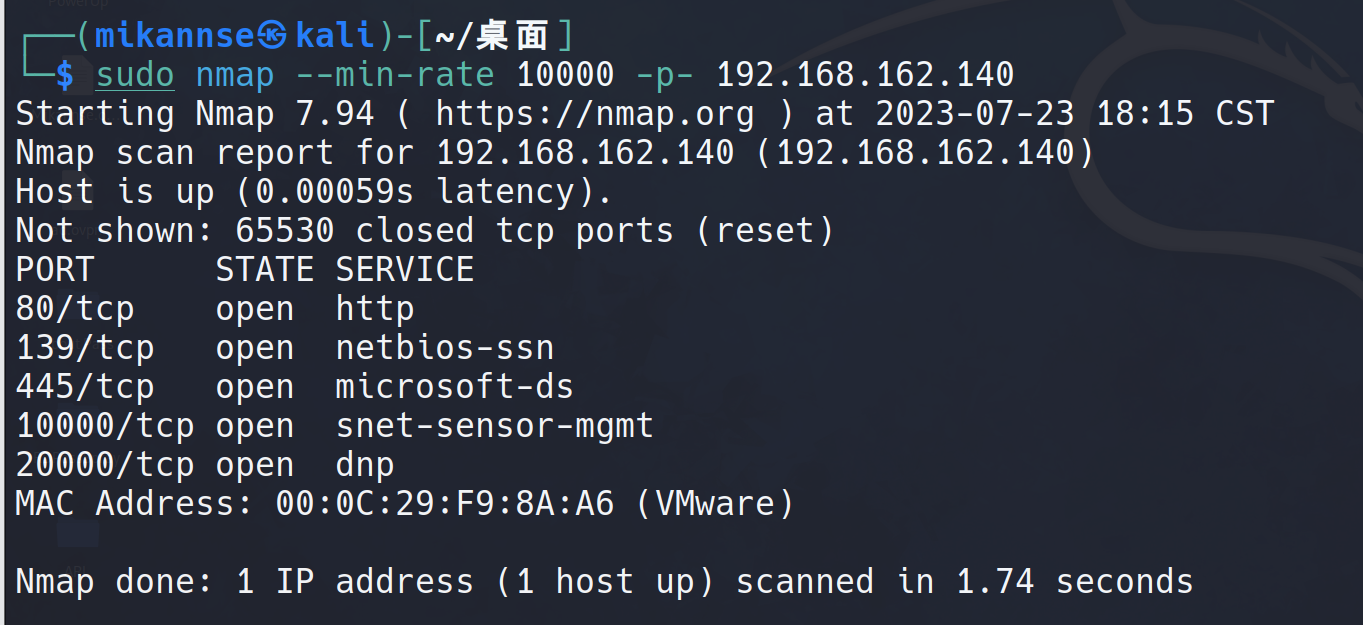 ┌──(mikannse㉿kali)-[~/桌面]
└─$ sudo nmap --min-rate 10000 -p- 192.168.162.140
Starting Nmap 7.94 ( https://nmap.org ) at 2023-07-23 18:15 CST
Nmap scan report for 192.168.162.140 (192.168.162.140)
Host is up (0.00059s latency).
Not shown: 65530 closed tcp ports (reset)
PORT      STATE SERVICE
80/tcp    open  http
139/tcp   open  netbios-ssn
445/tcp   open  microsoft-ds
10000/tcp open  snet-sensor-mgmt
20000/tcp open  dnp
MAC Address: 00:0C:29:F9:8A:A6 (VMware)
Nmap done: 1 IP address (1 host up) scanned in 1.74 seconds